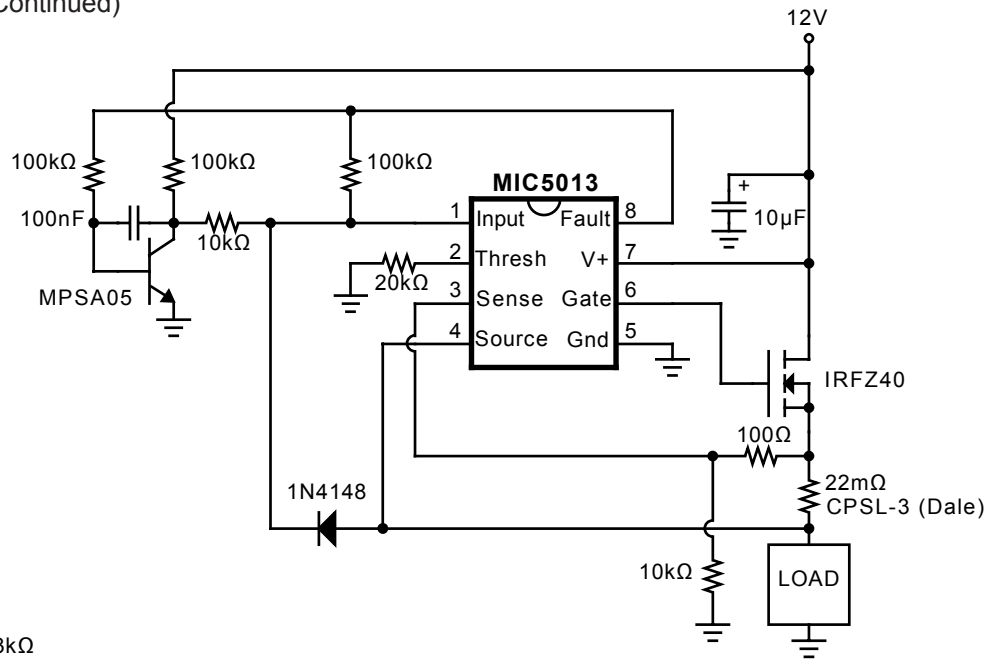 Continued)
12V
100kΩ
100kΩ
100kΩ
MIC5013
+
10µF
100nF
10kΩ
1 Input Fault 8
2 Thresh V+ 7
20kΩ
3 Sense Gate 6
4 Source Gnd 5
MPSA05
IRFZ40
100Ω
1N4148
22mΩ
CPSL-3 (Dale)
10kΩ
LOAD
3kΩ